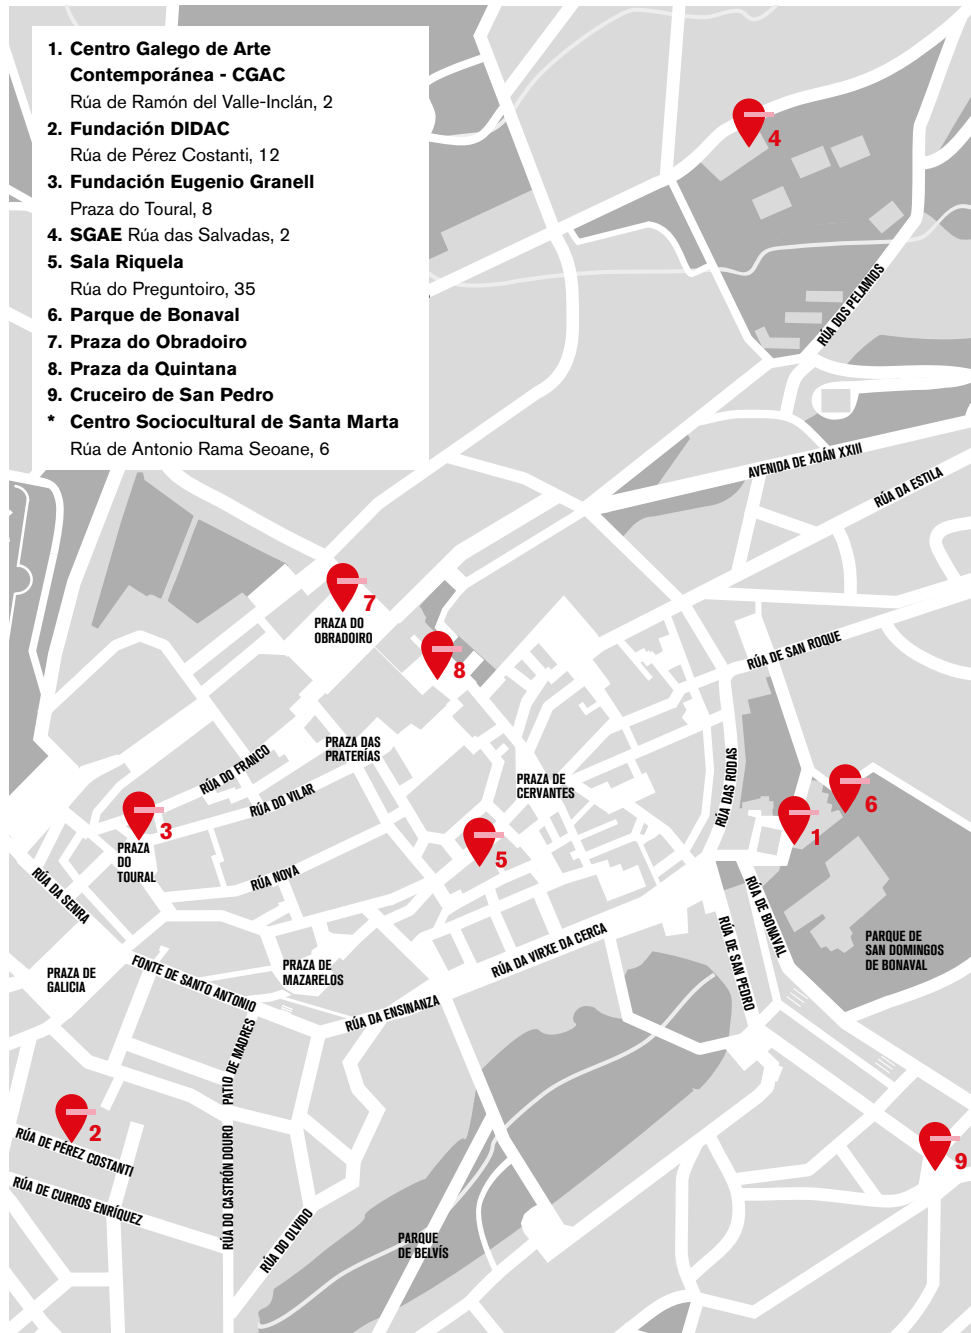 1. Centro Galego de Arte
Contemporánea - CGAC
Rúa de Ramón del Valle-Inclán, 2
2. Fundación DIDAC
Rúa de Pérez Costanti, 12
3. Fundación Eugenio Granell
Praza do Toural, 8
4. SGAE Rúa das Salvadas, 2
5. Sala Riquela
Rúa do Preguntoiro, 35
6. Parque de Bonaval
7. Praza do Obradoiro
8. Praza da Quintana
9. Cruceiro de San Pedro
* Centro Sociocultural de Santa Marta
Rúa de Antonio Rama Seoane, 6
4
RÚA DOS PELAMIOS
AVENIDA DE XOÁN XXIII
RÚA DA ESTILA
7
PRAZA DO
OBRADOIRO
8
RÚA DE SAN ROQUE
PRAZA DAS
PRATERÍAS
RÚA DO FRANCO
RÚA DO VILAR
PRAZA DE
CERVANTES
RÚA DAS RODAS
6
1
3
PRAZA
DO
TOURAL
5
RÚA NOVA
RÚA DA SENRA
RÚA DE BONAVAL
RÚA DE SAN PEDRO
PARQUE DE
SAN DOMINGOS
DE BONAVAL
RÚA DA VIRXE DA CERCA
PRAZA DE
GALICIA
FONTE DE SANTO ANTONIO
PRAZA DE
MAZARELOS
RÚA DA ENSINANZA
PATIO DE MADRES
2
RÚA DE PÉREZ COSTANTI
RÚA DO CASTRÓN DOURO
9
RÚA DE CURROS ENRÍQUEZ
RÚA DO OLVIDO
PARQUE
DE BELVÍS